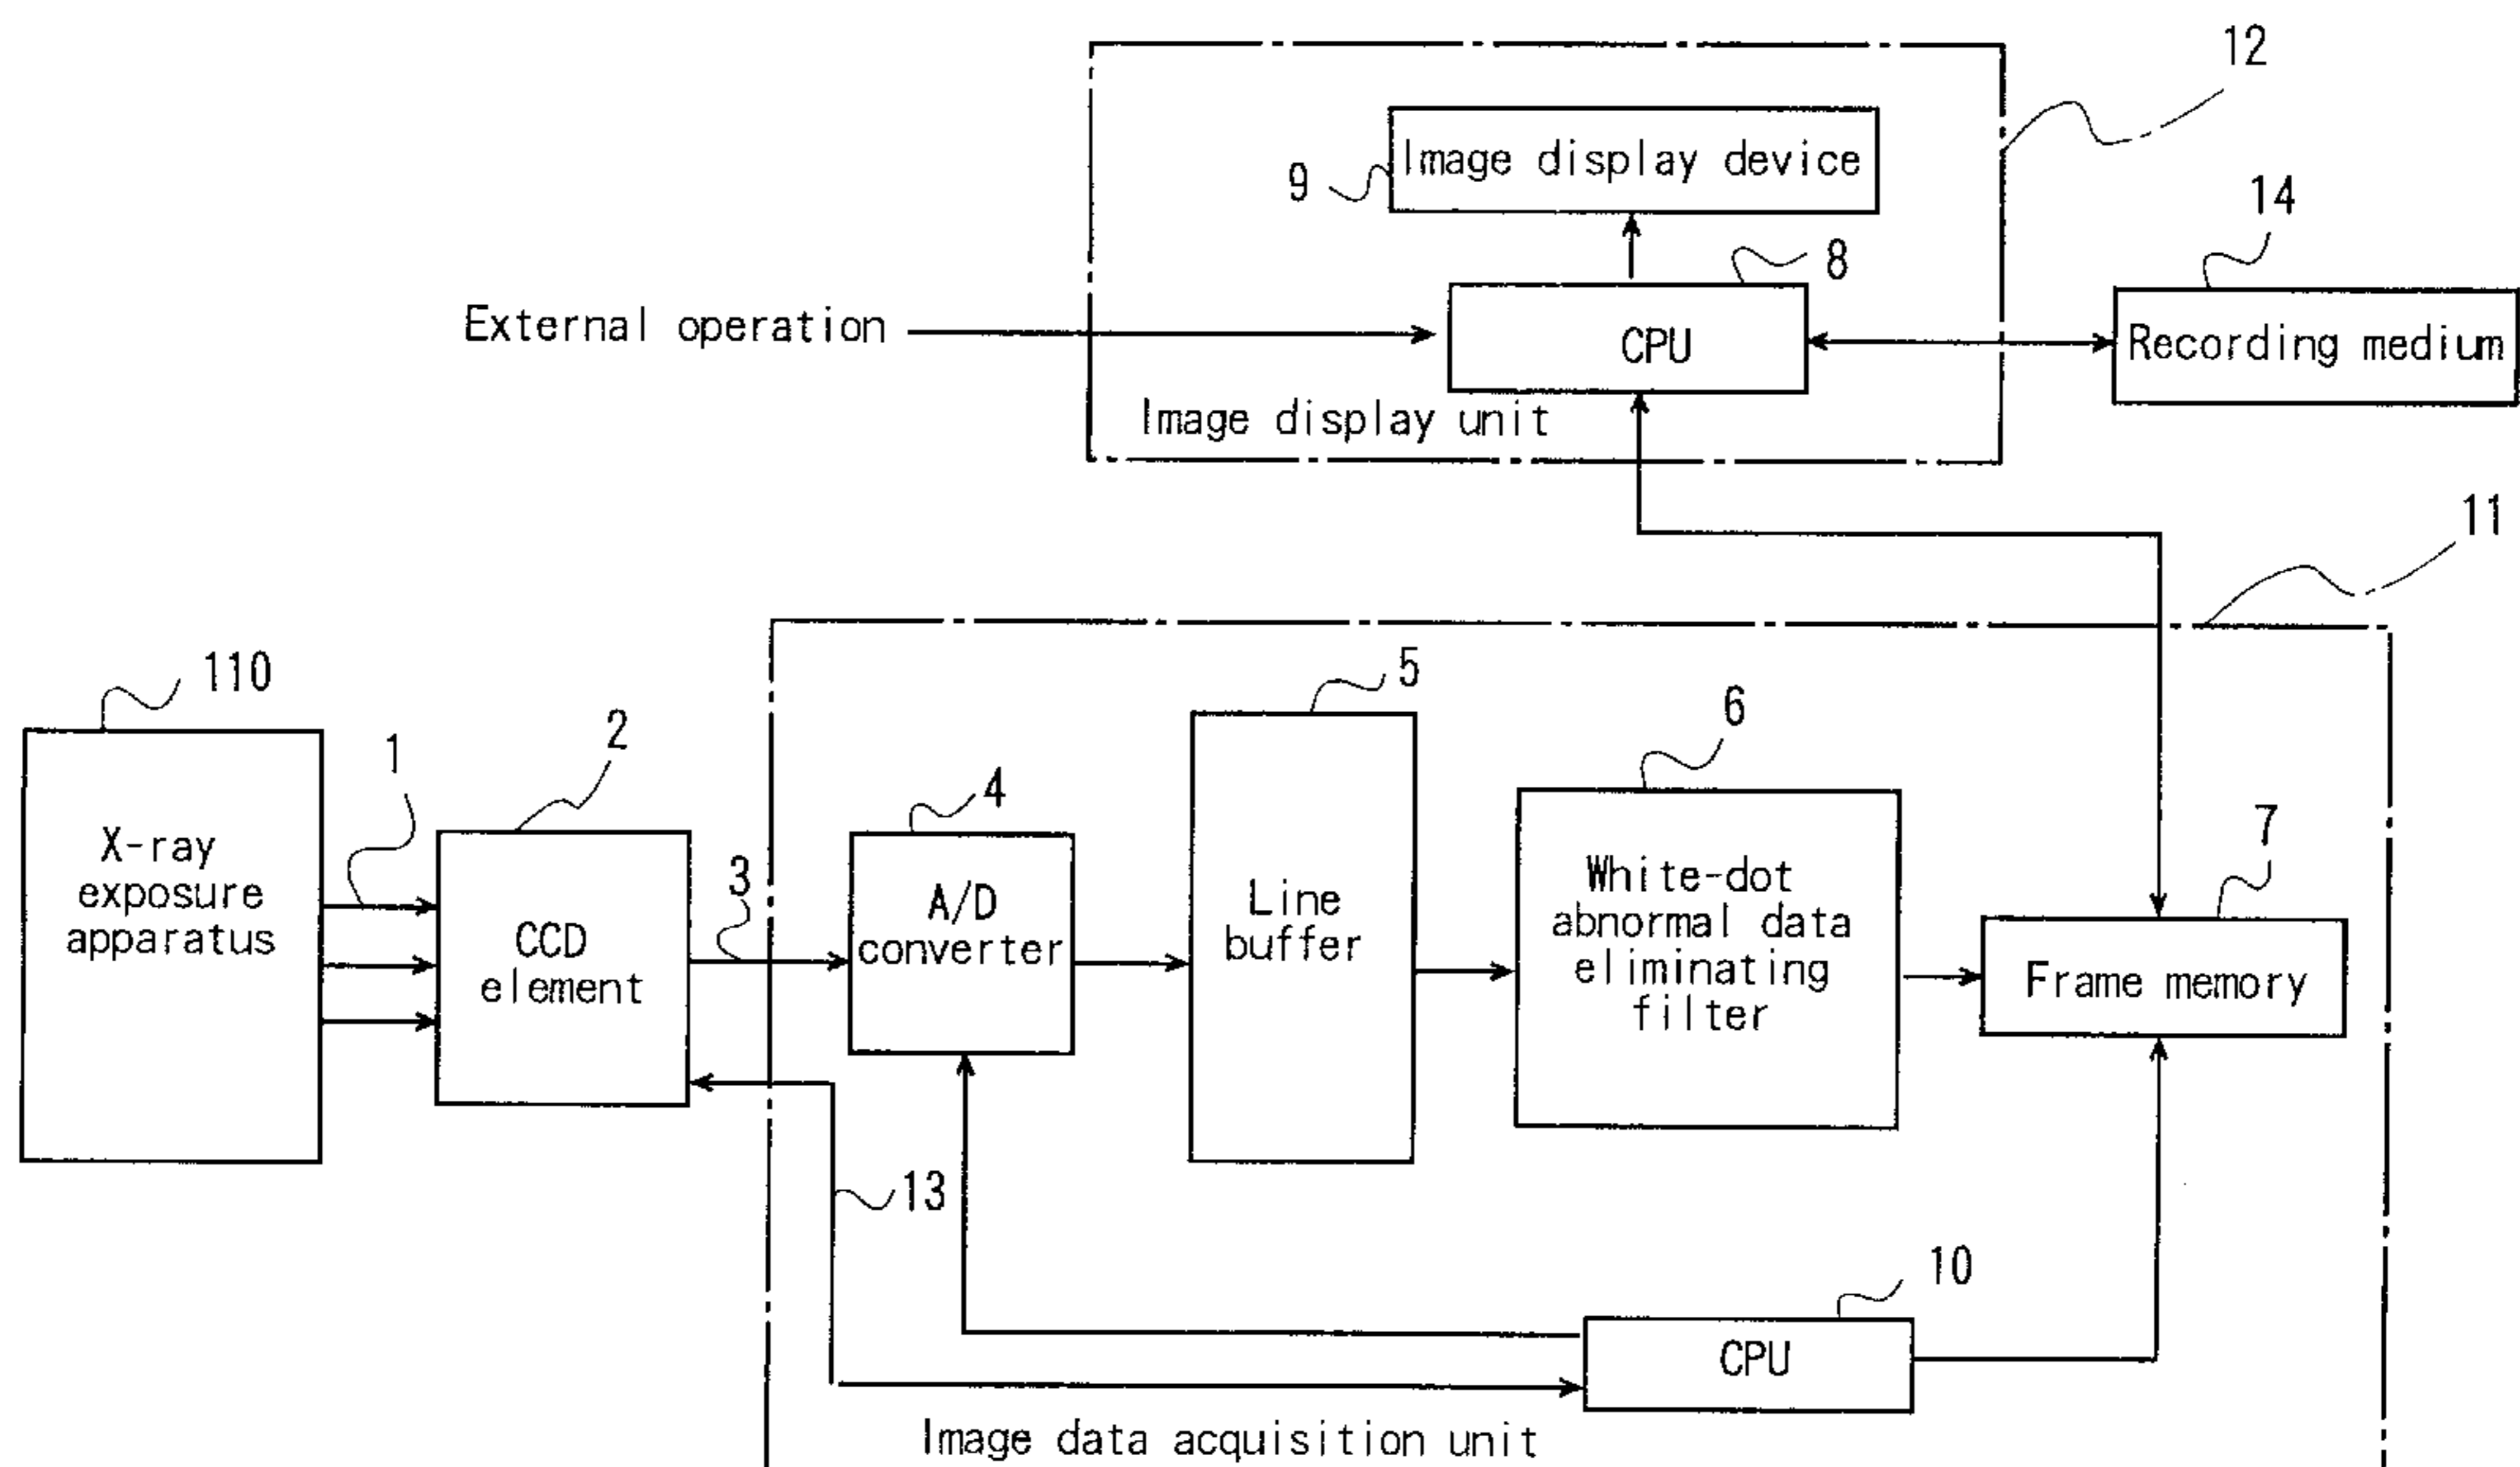 12
Image display device
9
14
8
External operation
CPU
Recording medium
Image display unit
11
110
1
2
5
6
4
7
3
X-ray
exposure
apparatus
CCD
element
A/D
converter
Line
buffer
White-dot
abnormal data
eliminating
filter
Frame memory
13
10
CPU
Image data acquisition unit